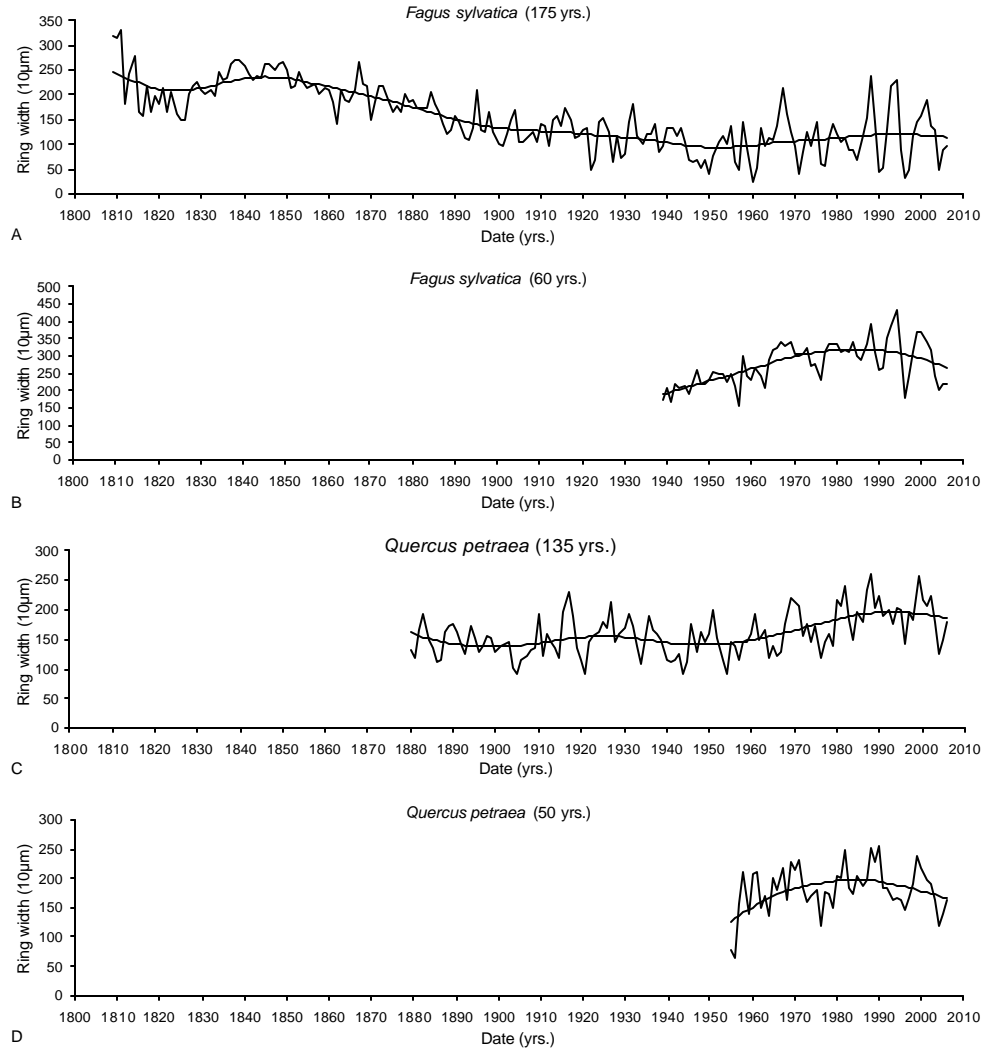 Fagus sylvatica (175 yrs.)
Ring width (10µm)
350
300
250
200
150
100
50
0
1800 1810 1820 1830 1840 1850 1860 1870 1880 1890 1900 1910 1920 1930 1940 1950 1960 1970 1980 1990 2000 2010
A
Date (yrs.)
Fagus sylvatica (60 yrs.)
Ring width (10µm)
500
450
400
350
300
250
200
150
100
50
0
1800 1810 1820 1830 1840 1850 1860 1870 1880 1890 1900 1910 1920 1930 1940 1950 1960 1970 1980 1990 2000 2010
B
Date (yrs.)
Quercus petraea (135 yrs.)
Ring width (10µm)
300
250
200
150
100
50
0
1800 1810 1820 1830 1840 1850 1860 1870 1880 1890 1900 1910 1920 1930 1940 1950 1960 1970 1980 1990 2000 2010
C
Date (yrs.)
Quercus petraea (50 yrs.)
Ring width (10µm)
300
250
200
150
100
50
0
1800 1810 1820 1830 1840 1850 1860 1870 1880 1890 1900 1910 1920 1930 1940 1950 1960 1970 1980 1990 2000 2010
D
Date (yrs.)